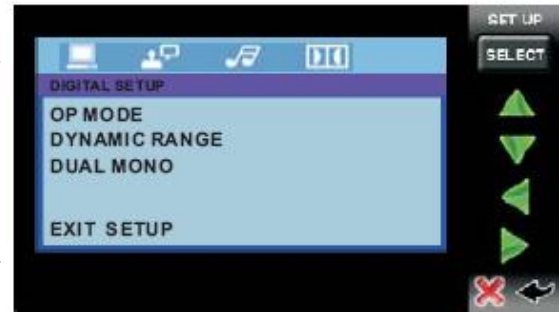 SET UP
SELECT
DIGITAL SETUP
OP MODE
DYNAMIC RANGE
DUAL MONO
EXIT SETUP